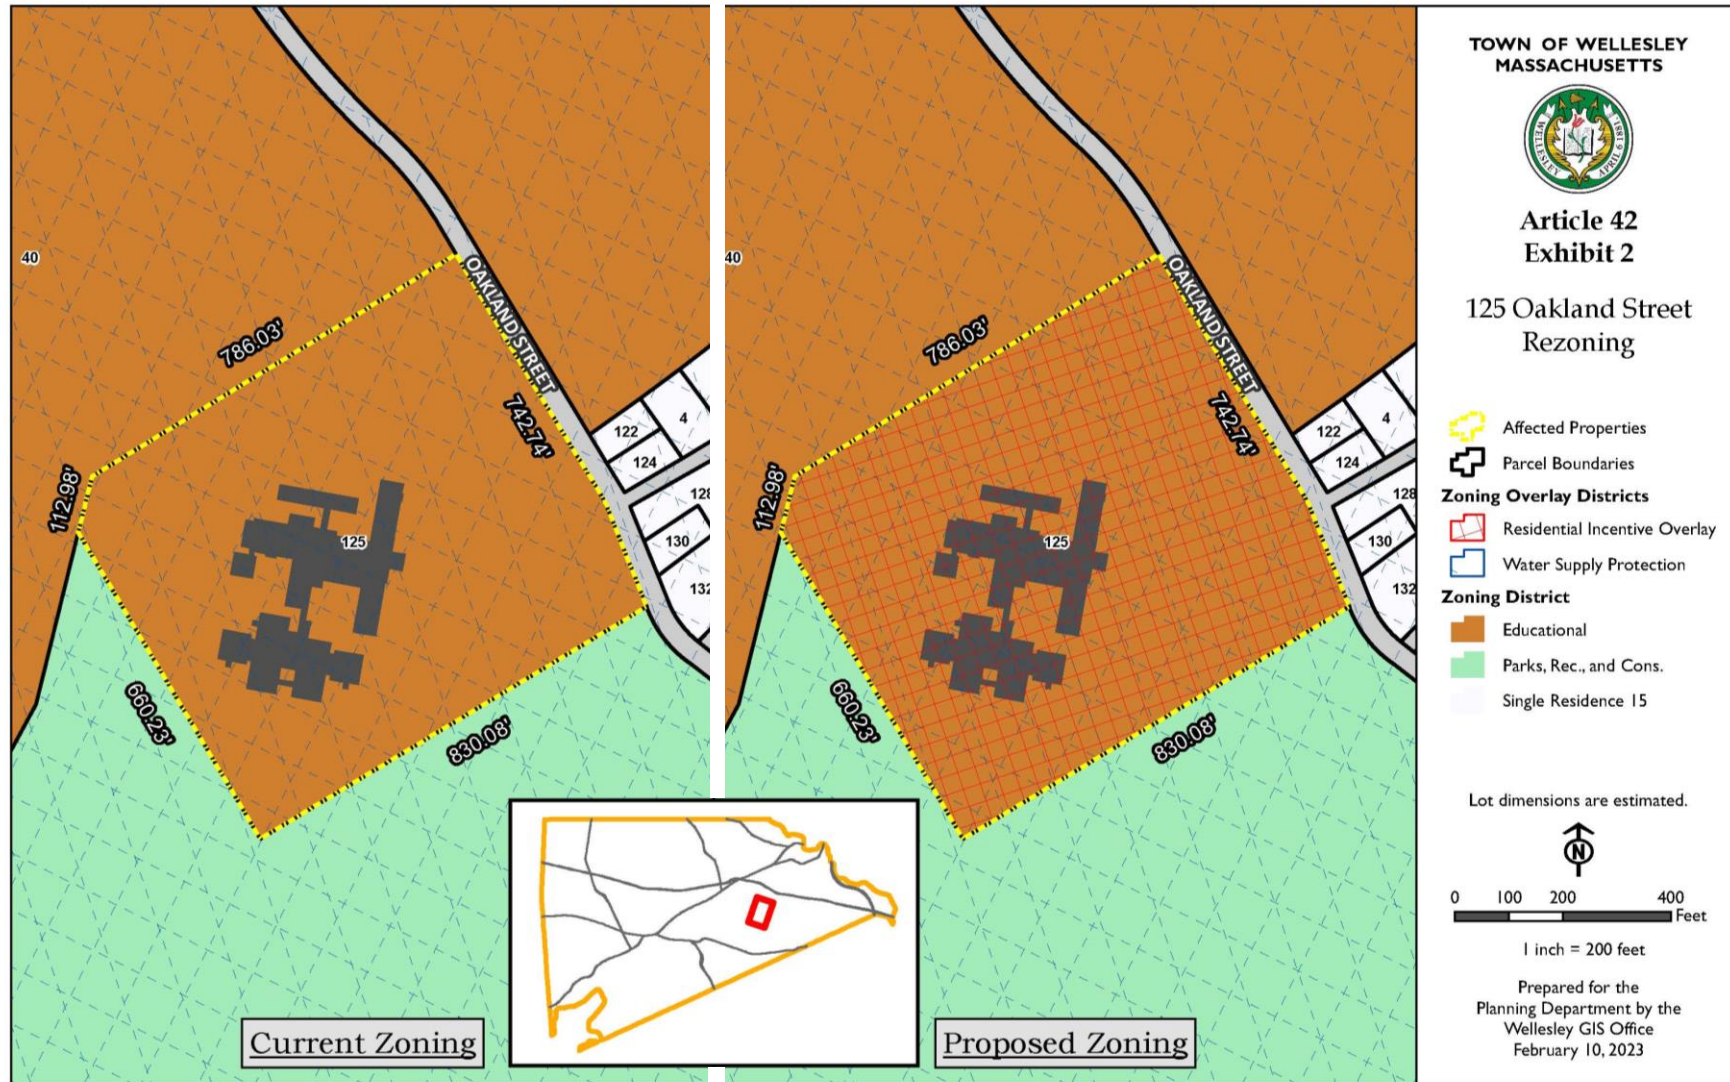 40
786.03'
OAKLAND STREET
742.74'
112.98'
125
122
4
124
128
130
132
660.23'
830.08'
Current Zoning
40
786.03'
OAKLAND STREET
742.74'
112.98'
125
122
4
124
128
130
132
660.23'
830.08'
Proposed Zoning
TOWN OF WELLESLEY
MASSACHUSETTS
WELLESLEY
APRIL 6 1881
Article 42
Exhibit 2
125 Oakland Street
Rezoning
Affected Properties
Parcel Boundaries
Zoning Overlay Districts
Residential Incentive Overlay
Water Supply Protection
Zoning District
Educational
Parks, Rec., and Cons.
Single Residence 15
Lot dimensions are estimated.
N
0 100 200 400
Feet
1 inch = 200 feet
Prepared for the
Planning Department by the
Wellesley GIS Office
February 10, 2023